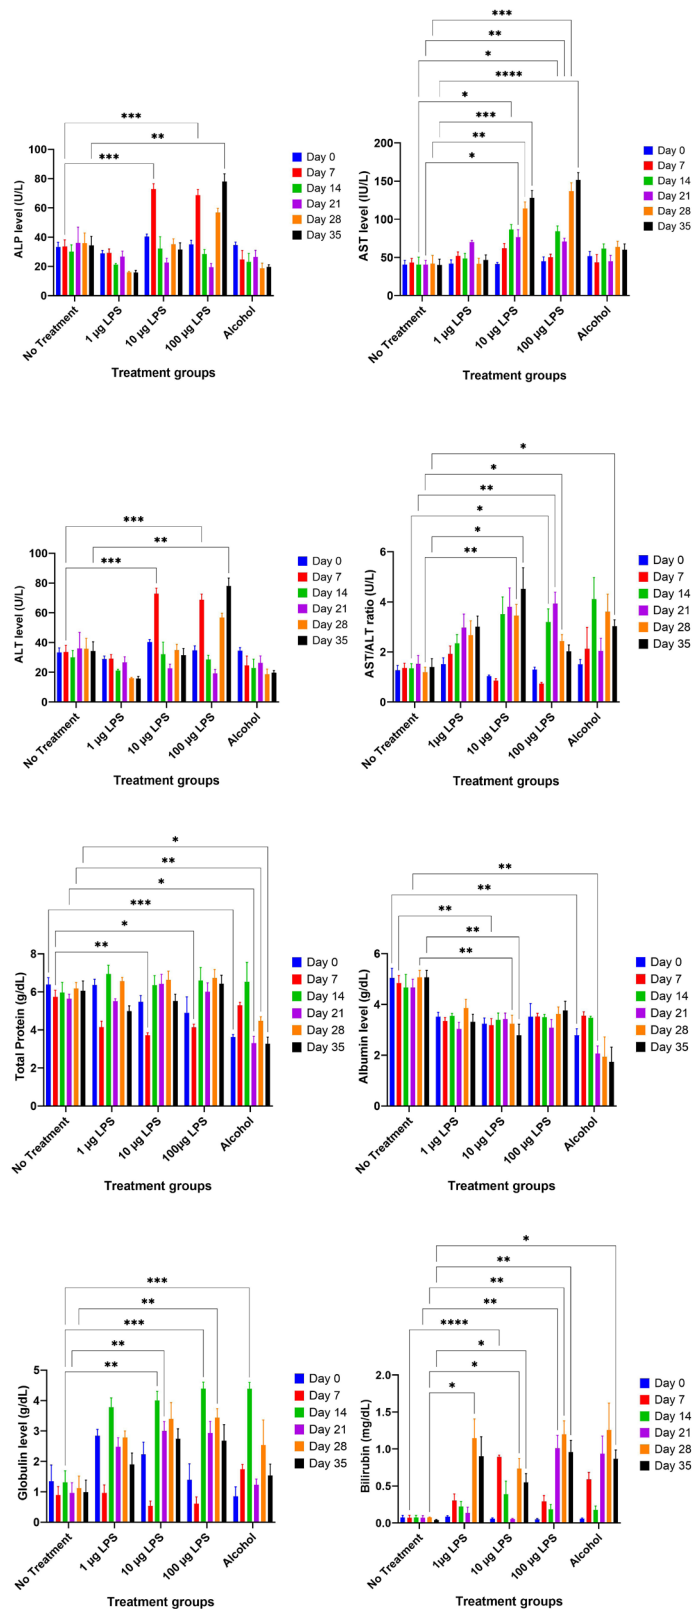 ***
**
***
ALP level (U/L)
100
80
60
40
20
0
No Treatment
1 µg LPS
10 µg LPS
100 µg LPS
Alcohol
Treatment groups
Day 0
Day 7
Day 14
Day 21
Day 28
Day 35
***
**
*
****
*
***
**
*
AST level (IU/L)
200
150
100
50
0
No Treatment
1 µg LPS
10 µg LPS
100 µg LPS
Alcohol
Treatment groups
Day 0
Day 7
Day 14
Day 21
Day 28
Day 35
***
**
***
ALT level (U/L)
100
80
60
40
20
0
No Treatment
1 µg LPS
10 µg LPS
100 µg LPS
Alcohol
Treatment groups
Day 0
Day 7
Day 14
Day 21
Day 28
Day 35
*
*
**
*
*
**
AST/ALT ratio (U/L)
6
4
2
0
No Treatment
1µg LPS
10 µg LPS
100 µg LPS
Alcohol
Treatment groups
Day 0
Day 7
Day 14
Day 21
Day 28
Day 35
*
**
*
***
*
**
Total Protein (g/dL)
8
6
4
2
0
No Treatment
1 µg LPS
10 µg LPS
100µg LPS
Alcohol
Treatment groups
Day 0
Day 7
Day 14
Day 21
Day 28
Day 35
**
**
**
**
**
Albumin level (g/dL)
6
4
2
0
No Treatment
1 µg LPS
10 µg LPS
100 µg LPS
Alcohol
Treatment groups
Day 0
Day 7
Day 14
Day 21
Day 28
Day 35
***
**
***
**
**
Globulin level (g/dL)
5
4
3
2
1
0
No Treatment
1 µg LPS
10 µg LPS
100 µg LPS
Alcohol
Treatment groups
Day 0
Day 7
Day 14
Day 21
Day 28
Day 35
*
**
**
**
****
*
*
*
Bilirubin (mg/dL)
2.0
1.5
1.0
0.5
0.0
No Treatment
1µg LPS
10 µg LPS
100 µg LPS
Alcohol
Treatment groups
Day 0
Day 7
Day 14
Day 21
Day 28
Day 35